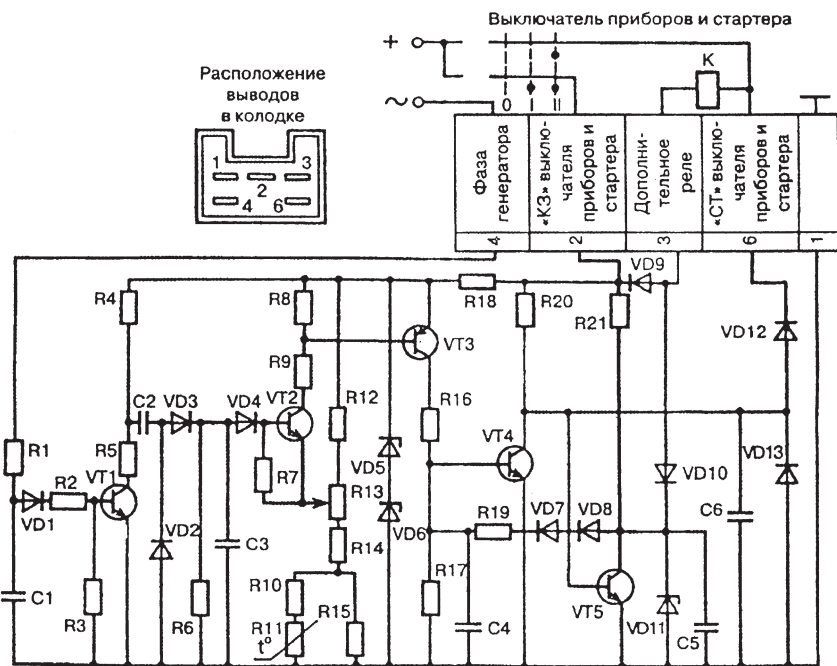 Выключатель приборов и стартера
+
~
0
I
II
K
Расположение
выводов
в колодке
1
2
3
4
6
Фаза
генератора
4
«КЗ» выклю-
чателя
приборов и
стартера
2
Дополни-
тельное
реле
3
«СТ» выклю-
чателя
приборов и
стартера
6
1
R4
R8
R18
R20
VD9
R21
VD12
R9
VT3
C2
VD3
VD4
VT2
R12
R16
R1
R5
R7
VD5
VT4
VD10
VD13
R2
VT1
R13
VD1
VD2
C3
VD6
R19
VD7
VD8
C6
R14
C1
R3
R6
R10
R17
R11
t°
R15
C4
VT5
VD11
C5